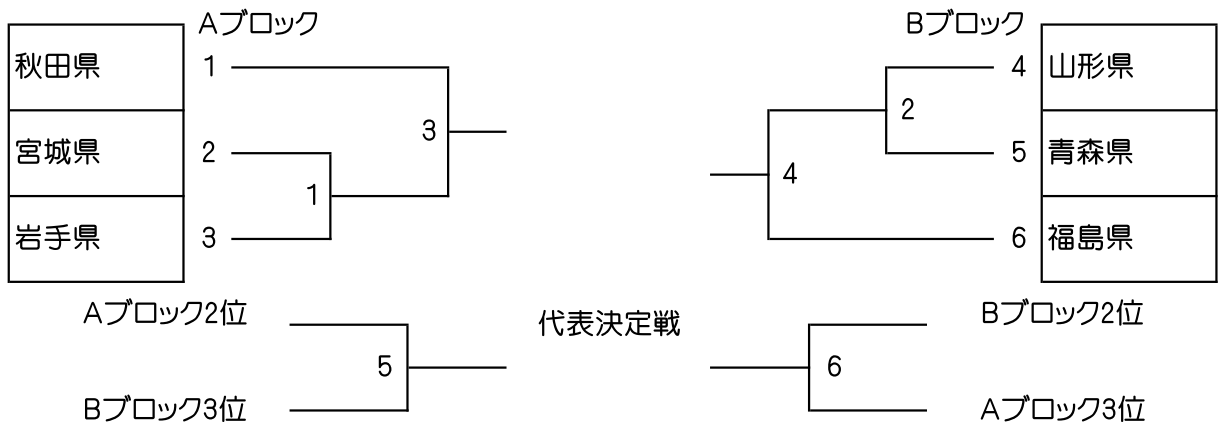 Aブロック
Bブロック
秋田県 1
宮城県 2
岩手県 3
3
1
4 山形県
5 青森県
6 福島県
2
4
Aブロック2位
Bブロック3位
5
代表決定戦
6
Bブロック2位
Aブロック3位